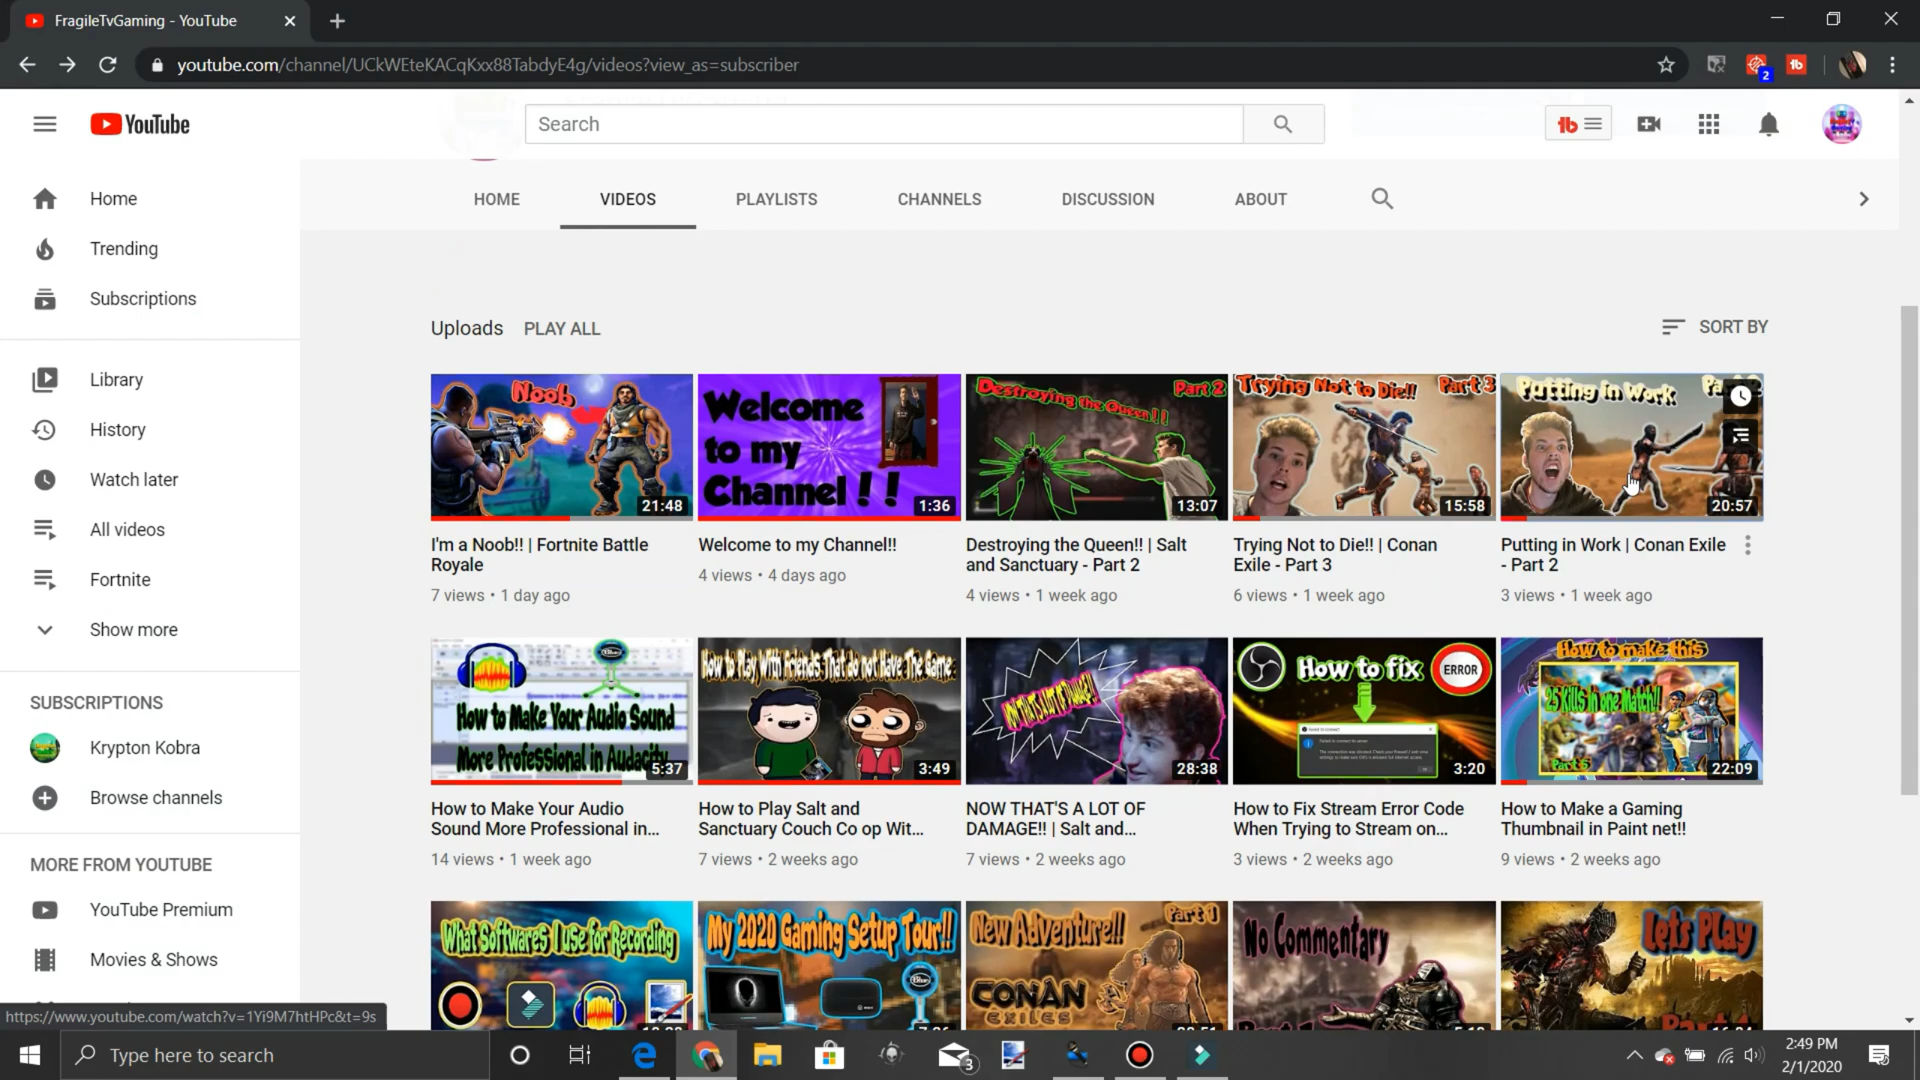 FragileTvGaming - YouTube
youtube.com/channel/UCkWEteKACqKxx88TabdyE4g/videos?view_as=subscriber
2
YouTube
Search
tb
HOME
VIDEOS
PLAYLISTS
CHANNELS
DISCUSSION
ABOUT
Home
Trending
Subscriptions
Library
History
Watch later
All videos
Fortnite
Show more
SUBSCRIPTIONS
Krypton Kobra
Browse channels
MORE FROM YOUTUBE
YouTube Premium
Movies & Shows
Uploads
PLAY ALL
SORT BY
Noob
21:48
I'm a Noob!! | Fortnite Battle
Royale
7 views • 1 day ago
Welcome
to my
Channel!!
1:36
Welcome to my Channel!!
4 views • 4 days ago
Destroying the Queen!!
Part 2
13:07
Destroying the Queen!! | Salt
and Sanctuary - Part 2
4 views • 1 week ago
Trying Not to Die!!
Part 3
15:58
Trying Not to Die!! | Conan
Exile - Part 3
6 views • 1 week ago
Putting in Work
20:57
Putting in Work | Conan Exile
- Part 2
3 views • 1 week ago
How to Make Your Audio Sound
More Professional in Audacity
5:37
How to Make Your Audio
Sound More Professional in...
14 views • 1 week ago
How to Play With Friends That do not Have The Game
3:49
How to Play Salt and
Sanctuary Couch Co op Wit...
7 views • 2 weeks ago
NOW THAT'S A LOT OF DAMAGE!!
28:38
NOW THAT'S A LOT OF
DAMAGE!! | Salt and...
7 views • 2 weeks ago
How to fix
ERROR
3:20
How to Fix Stream Error Code
When Trying to Stream on...
3 views • 2 weeks ago
How to make this
25 Kills in one Match!!
Part 5
22:09
How to Make a Gaming
Thumbnail in Paint net!!
9 views • 2 weeks ago
What Softwares I Use for Recording
My 2020 Gaming Setup Tour!!
New Adventure!!
Part 1
CONAN
EXILES
No Commentary
Lets Play
https://www.youtube.com/watch?v=1Yi9M7htHPc&t=9s
Type here to search
3
2:49 PM
2/1/2020